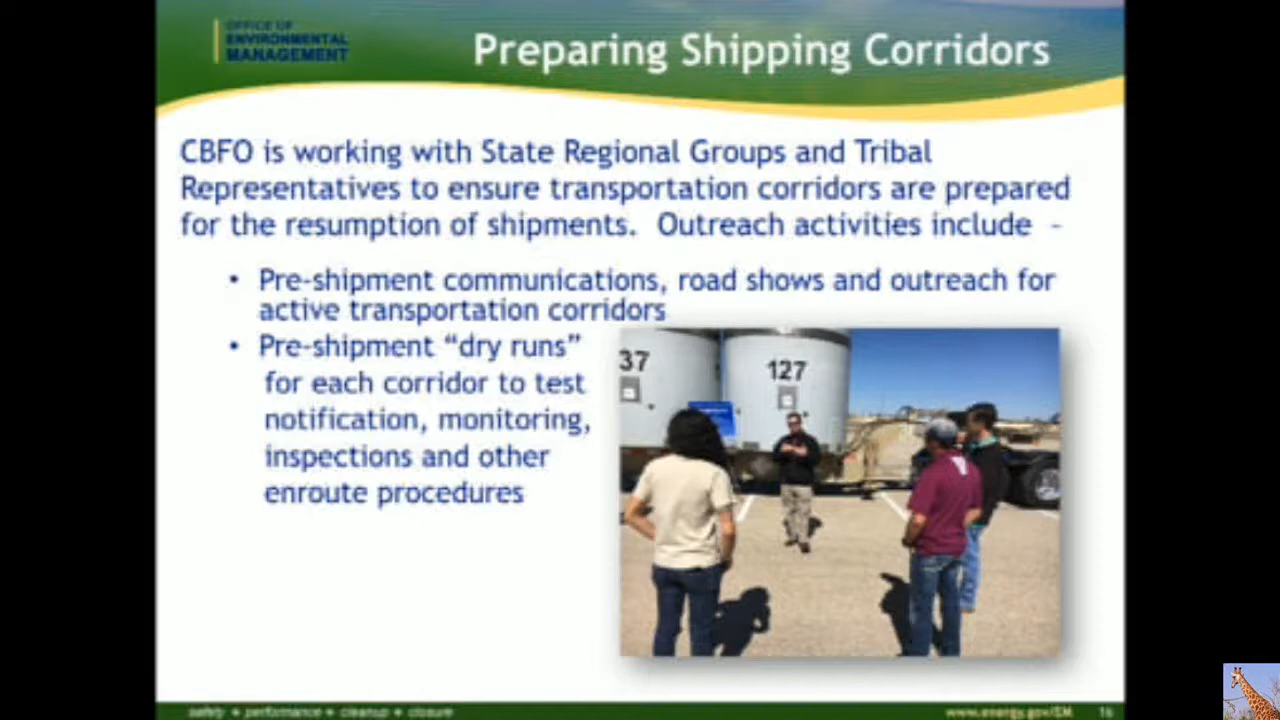 OFFICE OF
ENVIRONMENTAL
MANAGEMENT
Preparing Shipping Corridors
CBFO is working with State Regional Groups and Tribal
Representatives to ensure transportation corridors are prepared
for the resumption of shipments. Outreach activities include -
• Pre-shipment communications, road shows and outreach for
active transportation corridors
• Pre-shipment “dry runs”
for each corridor to test
notification, monitoring,
inspections and other
enroute procedures
37
127
safety • performance • cleanup • closure
www.energy.gov/EM 16